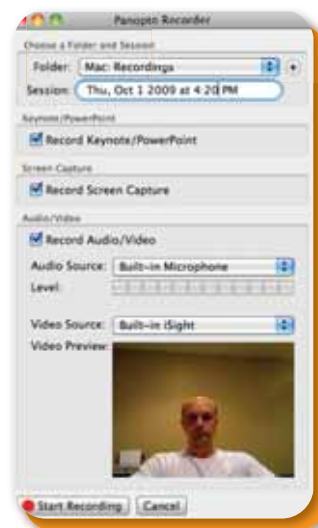 Panopto Recorder
Choose a Folder and Session
Folder: Mac: Recordings
+
Session: Thu, Oct 1 2009 at 4:20 PM
Keynote/PowerPoint
Record Keynote/PowerPoint
Screen Capture
Record Screen Capture
Audio/Video
Record Audio/Video
Audio Source: Built-in Microphone
Level:
Video Source: Built-in iSight
Video Preview:
Start Recording Cancel